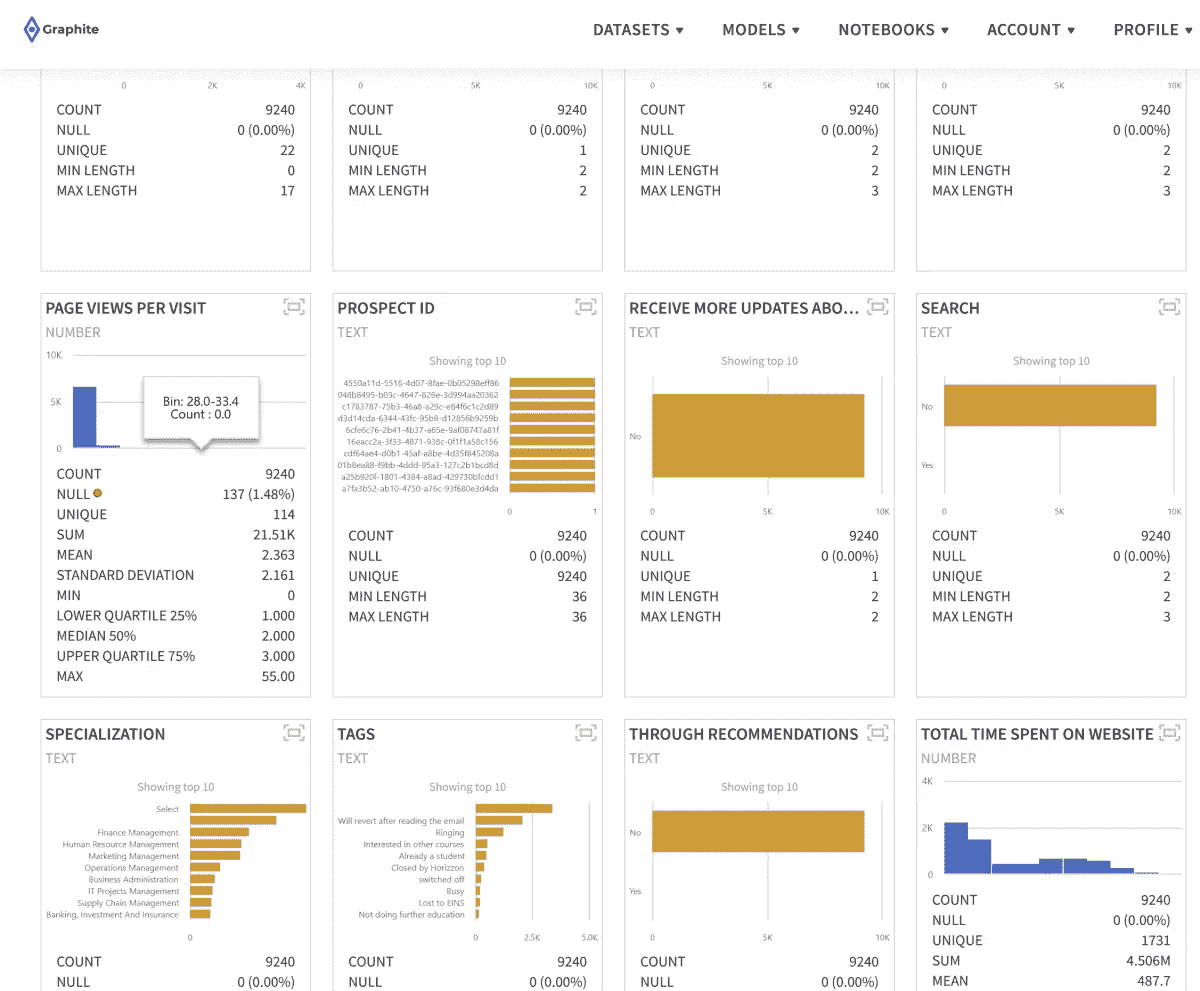 Graphite
DATASETS ▼ MODELS ▼ NOTEBOOKS ▼ ACCOUNT ▼ PROFILE ▼
0 2K 4K
COUNT 9240
NULL 0 (0.00%)
UNIQUE 22
MIN LENGTH 0
MAX LENGTH 17
0 5K 10K
COUNT 9240
NULL 0 (0.00%)
UNIQUE 1
MIN LENGTH 2
MAX LENGTH 2
0 5K 10K
COUNT 9240
NULL 0 (0.00%)
UNIQUE 2
MIN LENGTH 2
MAX LENGTH 3
0 5K 10K
COUNT 9240
NULL 0 (0.00%)
UNIQUE 2
MIN LENGTH 2
MAX LENGTH 3
PAGE VIEWS PER VISIT
NUMBER
10K
5K
0
Bin: 28.0-33.4
Count : 0.0
COUNT 9240
NULL 137 (1.48%)
UNIQUE 114
SUM 21.51K
MEAN 2.363
STANDARD DEVIATION 2.161
MIN 0
LOWER QUARTILE 25% 1.000
MEDIAN 50% 2.000
UPPER QUARTILE 75% 3.000
MAX 55.00
PROSPECT ID
TEXT
Showing top 10
4550a11d-5516-4d07-8fae-0b05298eff86
048b8495-b03c-4647-826e-3d994aa20362
c1783787-75b3-46a8-a29c-e84f6c1c2d89
d3d14cda-6344-43fc-95b8-d12856b9259b
6cfe6c76-2b41-4b37-a65e-9af08747a81f
16eacc2a-3f33-4871-938c-0f1f1a58c156
cdf64ae4-d0b1-45af-a8be-4d35f845208a
01b8ea88-f9bb-4ddd-95a3-127c2b1bcd8d
a25b920f-1801-4384-a8ad-429730bfcdd1
a7fa3b52-ab10-4750-a76c-93f680e3d4da
0 1
COUNT 9240
NULL 0 (0.00%)
UNIQUE 9240
MIN LENGTH 36
MAX LENGTH 36
RECEIVE MORE UPDATES ABO...
TEXT
Showing top 10
No
0 5K 10K
COUNT 9240
NULL 0 (0.00%)
UNIQUE 1
MIN LENGTH 2
MAX LENGTH 2
SEARCH
TEXT
Showing top 10
No
Yes
0 5K 10K
COUNT 9240
NULL 0 (0.00%)
UNIQUE 2
MIN LENGTH 2
MAX LENGTH 3
SPECIALIZATION
TEXT
Showing top 10
Select
Finance Management
Human Resource Management
Marketing Management
Operations Management
Business Administration
IT Projects Management
Supply Chain Management
Banking, Investment And Insurance
0
COUNT 9240
NULL 0 (0.00%)
TAGS
TEXT
Showing top 10
Will revert after reading the email
Ringing
Interested in other courses
Already a student
Closed by Horizzon
switched off
Busy
Lost to EINS
Not doing further education
0 2.5K 5.0K
COUNT 9240
NULL 0 (0.00%)
THROUGH RECOMMENDATIONS
TEXT
Showing top 10
No
Yes
0 5K 10K
COUNT 9240
NULL 0 (0.00%)
TOTAL TIME SPENT ON WEBSITE
NUMBER
4K
2K
0
COUNT 9240
NULL 0 (0.00%)
UNIQUE 1731
SUM 4.506M
MEAN 487.7